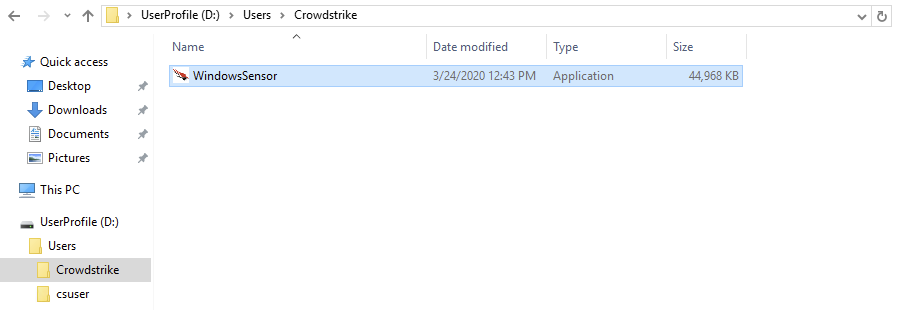 UserProfile (D:) Users Crowdstrike
Name Date modified Type Size
Quick access
WindowsSensor 3/24/2020 12:43 PM Application 44,968 KB
Desktop
Downloads
Documents
Pictures
This PC
UserProfile (D:)
Users
Crowdstrike
csuser